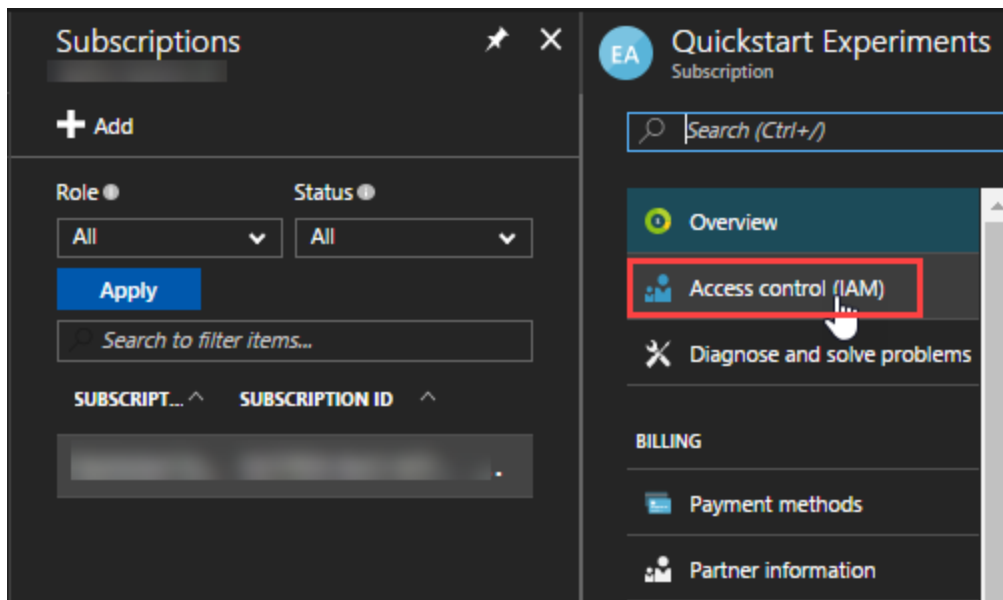 Subscriptions
Add
Role
Status
All
All
Apply
Search to filter items...
SUBSCRIPT...
SUBSCRIPTION ID
EA
Quickstart Experiments
Subscription
Search (Ctrl+/)
Overview
Access control (IAM)
Diagnose and solve problems
BILLING
Payment methods
Partner information